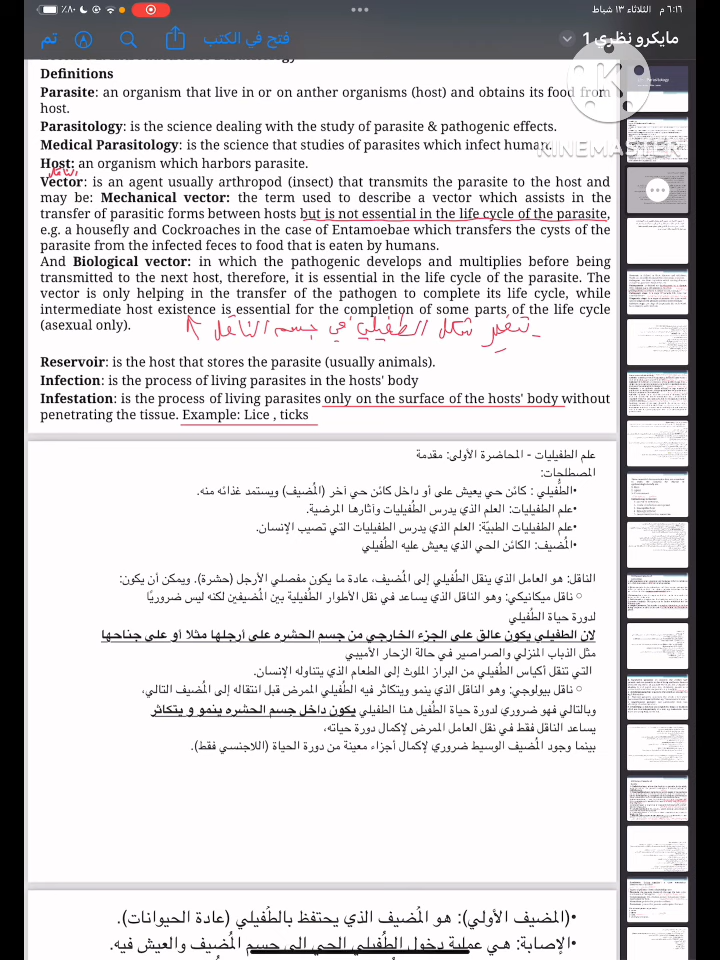 ٪٨٠
٦:١٦ م الثلاثاء ١٣ شباط
تم
فتح في الكتب
مايكرو نظري 1
KINEMASTER
Definitions
Parasite: an organism that live in or on anther organisms (host) and obtains its food from
host.
Parasitology: is the science dealing with the study of parasite & pathogenic effects.
Medical Parasitology: is the science that studies of parasites which infect human.
Host: an organism which harbors parasite.
الناقل
Vector: is an agent usually arthropod (insect) that transmits the parasite to the host and
may be: Mechanical vector: the term used to describe a vector which assists in the
transfer of parasitic forms between hosts but is not essential in the life cycle of the parasite,
e.g. a housefly and Cockroaches in the case of Entamoebae which transfers the cysts of the
parasite from the infected feces to food that is eaten by humans.
And Biological vector: in which the pathogenic develops and multiplies before being
transmitted to the next host, therefore, it is essential in the life cycle of the parasite. The
vector is only helping in the transfer of the pathogen to complete its life cycle, while
intermediate host existence is essential for the completion of some parts of the life cycle
(asexual only).
تتغير شكل الطفيلي في جسم الناقل
Reservoir: is the host that stores the parasite (usually animals).
Infection: is the process of living parasites in the hosts' body
Infestation: is the process of living parasites only on the surface of the hosts' body without
penetrating the tissue. Example: Lice , ticks
علم الطفيليات - المحاضرة الأولى: مقدمة
المصطلحات:
•الطُفيلي : كائن حي يعيش على أو داخل كائن حي آخر (المُضيف) ويستمد غذائه منه.
•علم الطفيليات: العلم الذي يدرس الطُفيليات وآثارها المرضية.
•علم الطفيليات الطبيّة: العلم الذي يدرس الطفيليات التي تصيب الإنسان.
•المُضيف: الكائن الحي الذي يعيش عليه الطُفيلي
الناقل: هو العامل الذي ينقل الطُفيلي إلى المُضيف، عادة ما يكون مفصلي الأرجل (حشرة). ويمكن أن يكون:
○ ناقل ميكانيكي: وهو الناقل الذي يساعد في نقل الأطوار الطُفيلية بين المُضيفين لكنه ليس ضروريًا
لدورة حياة الطُفيلي
لان الطفيلي يكون عالق على الجزء الخارجي من جسم الحشره على أرجلها مثلا أو على جناحها
مثل الذباب المنزلي والصراصير في حالة الزحار الأميبي
التي تنقل أكياس الطُفيلي من البراز الملوث إلى الطعام الذي يتناوله الإنسان.
○ ناقل بيولوجي: وهو الناقل الذي ينمو ويتكاثر فيه الطُفيلي الممرض قبل انتقاله إلى المُضيف التالي،
وبالتالي فهو ضروري لدورة حياة الطُفيل هنا الطفيلي يكون داخل جسم الحشره ينمو و يتكاثر
يساعد الناقل فقط في نقل العامل الممرض لإكمال دورة حياته،
بينما وجود المُضيف الوسيط ضروري لإكمال أجزاء معينة من دورة الحياة (اللاجنسي فقط).
•(المضيف الأولي): هو المُضيف الذي يحتفظ بالطُفيلي (عادة الحيوانات).
•الإصابة: هي عملية دخول الطُفيلي الحي إلى جسم المُضيف والعيش فيه.